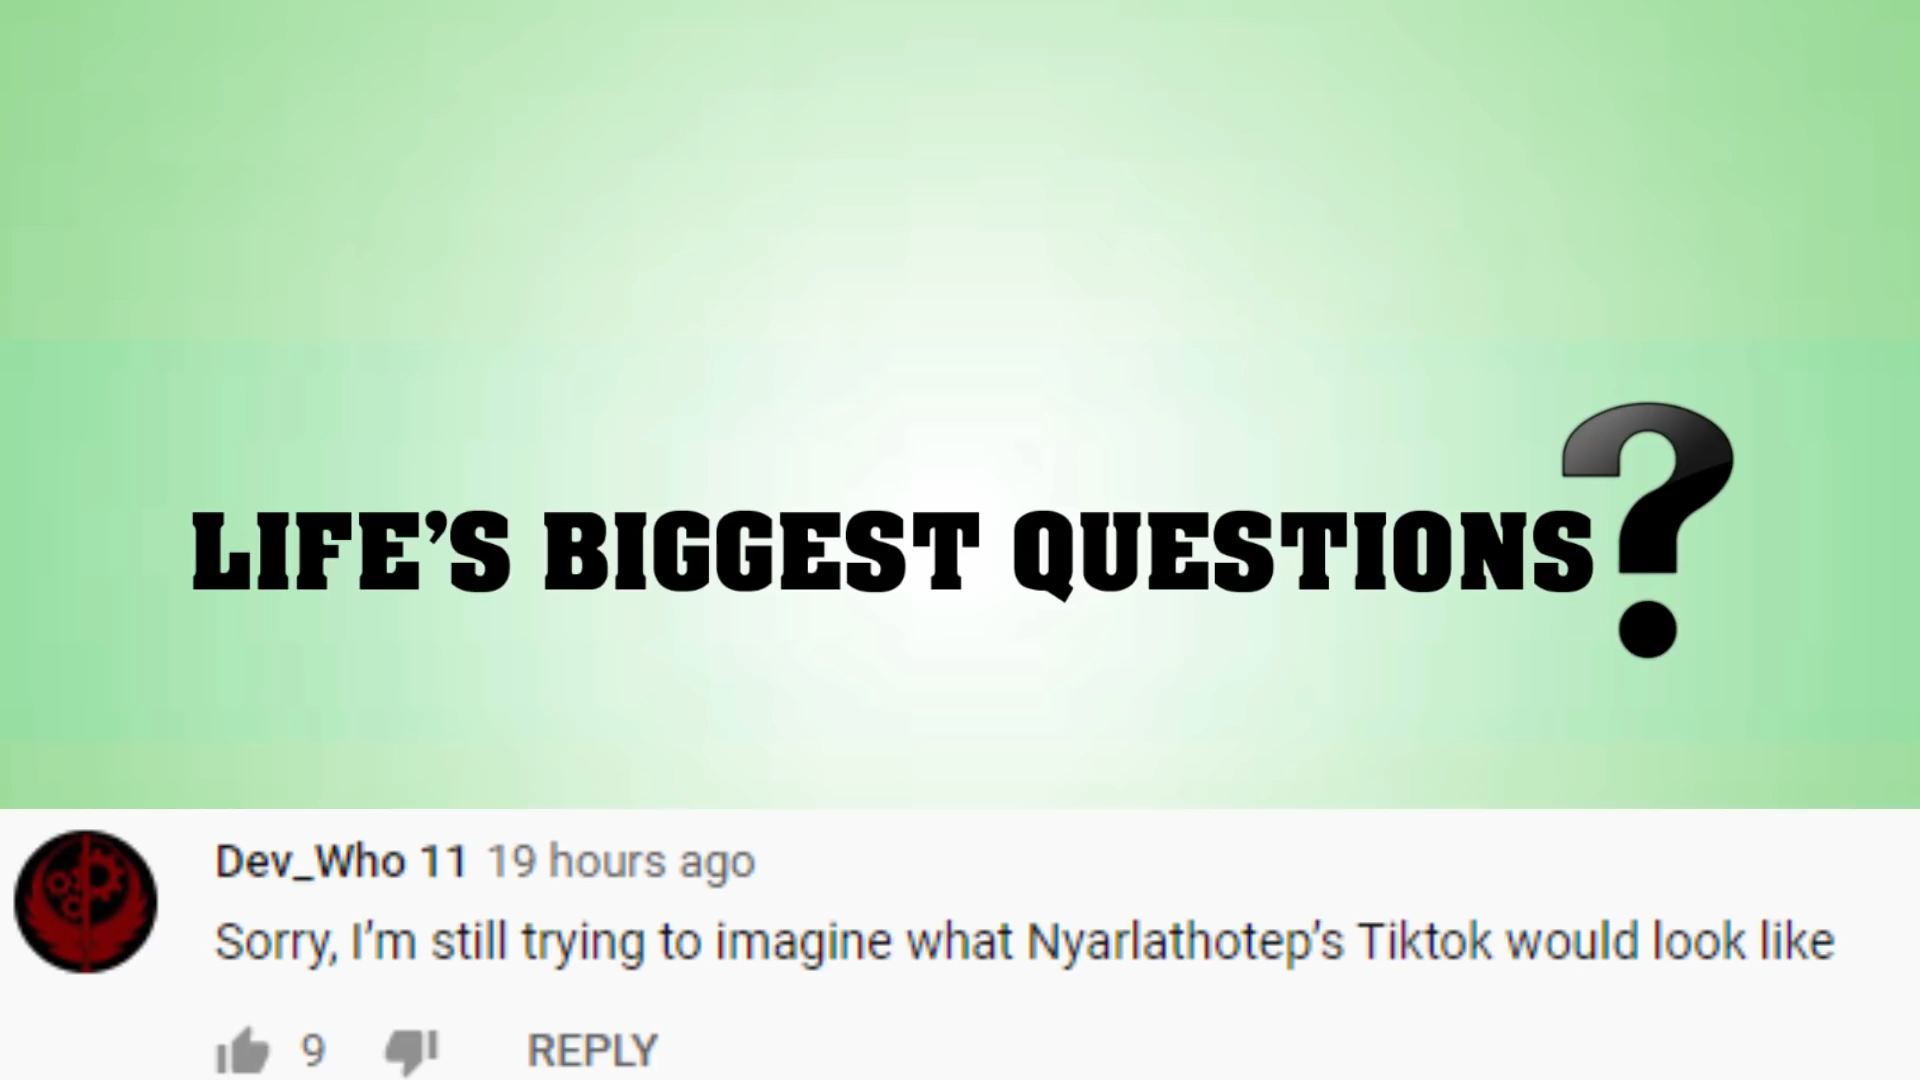 LIFE'S BIGGEST QUESTIONS?
Dev_Who 11 19 hours ago
Sorry, I'm still trying to imagine what Nyarlathotep's Tiktok would look like
9 REPLY